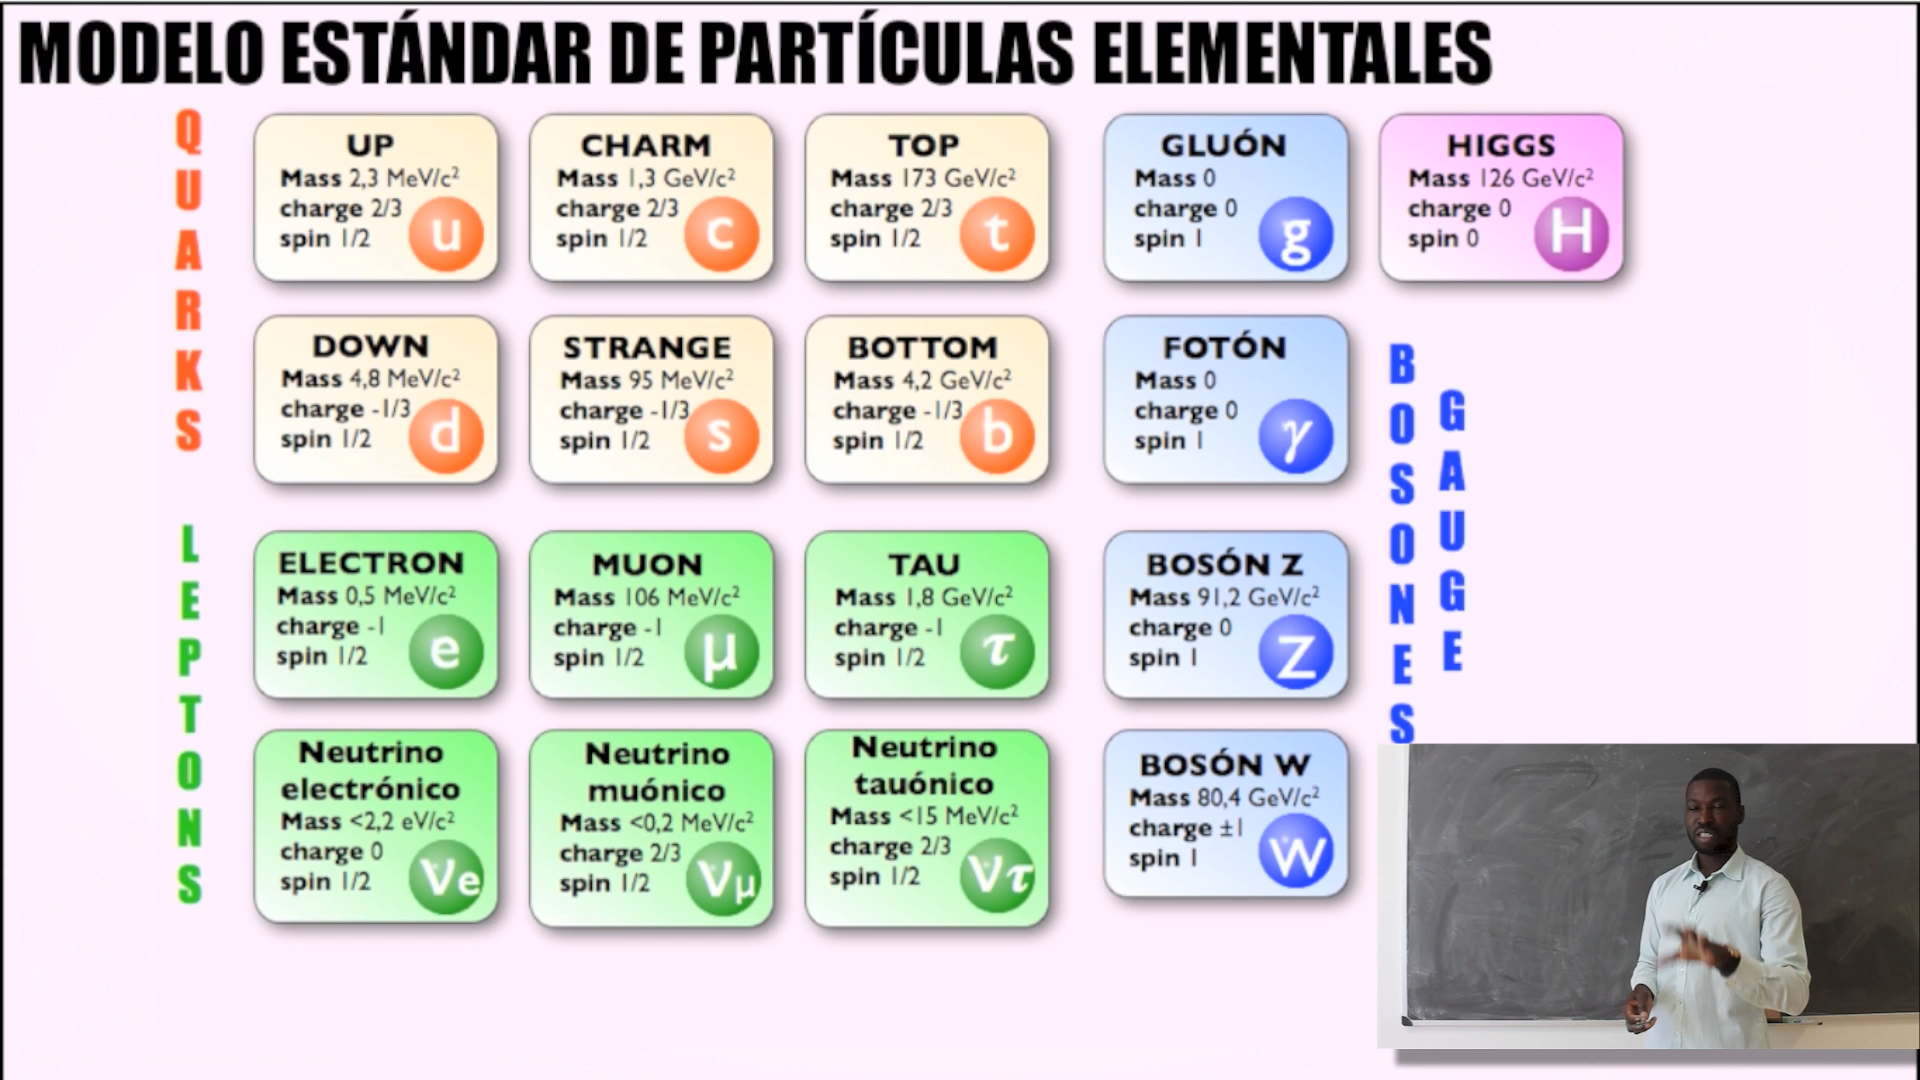 MODELO ESTÁNDAR DE PARTÍCULAS ELEMENTALES
QUARKS
UP
Mass 2,3 MeV/c²
charge 2/3
spin 1/2
u
CHARM
Mass 1,3 GeV/c²
charge 2/3
spin 1/2
c
TOP
Mass 173 GeV/c²
charge 2/3
spin 1/2
t
GLUÓN
Mass 0
charge 0
spin 1
g
HIGGS
Mass 126 GeV/c²
charge 0
spin 0
H
DOWN
Mass 4,8 MeV/c²
charge -1/3
spin 1/2
d
STRANGE
Mass 95 MeV/c²
charge -1/3
spin 1/2
s
BOTTOM
Mass 4,2 GeV/c²
charge -1/3
spin 1/2
b
FOTÓN
Mass 0
charge 0
spin 1
γ
BOSONES
GAUGE
LEPTONS
ELECTRON
Mass 0,5 MeV/c²
charge -1
spin 1/2
e
MUON
Mass 106 MeV/c²
charge -1
spin 1/2
μ
TAU
Mass 1,8 GeV/c²
charge -1
spin 1/2
τ
BOSÓN Z
Mass 91,2 GeV/c²
charge 0
spin 1
Z
Neutrino
electrónico
Mass <2,2 eV/c²
charge 0
spin 1/2
νe
Neutrino
muónico
Mass <0,2 MeV/c²
charge 2/3
spin 1/2
νμ
Neutrino
tauónico
Mass <15 MeV/c²
charge 2/3
spin 1/2
ντ
BOSÓN W
Mass 80,4 GeV/c²
charge ±1
spin 1
W